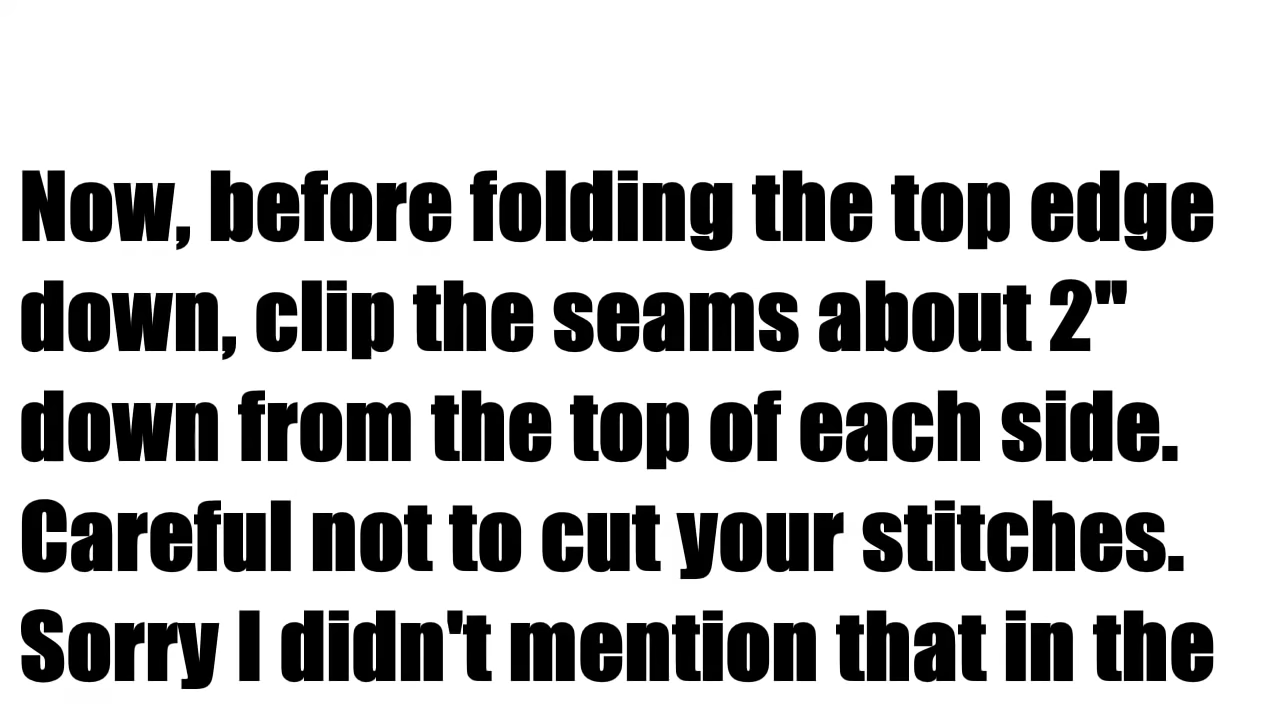 Now, before folding the top edge
down, clip the seams about 2"
down from the top of each side.
Careful not to cut your stitches.
Sorry I didn't mention that in the